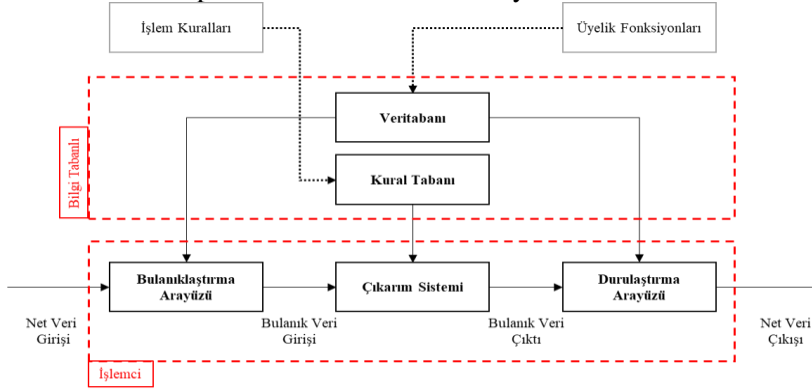 İşlem Kuralları
Üyelik Fonksiyonları
Veritabanı
Bilgi Tabanlı
Kural Tabanı
Bulanıklaştırma
Arayüzü
Çıkarım Sistemi
Durulaştırma
Arayüzü
Net Veri
Girişi
Bulanık Veri
Girişi
Bulanık Veri
Çıktı
Net Veri
Çıkışı
İşlemci